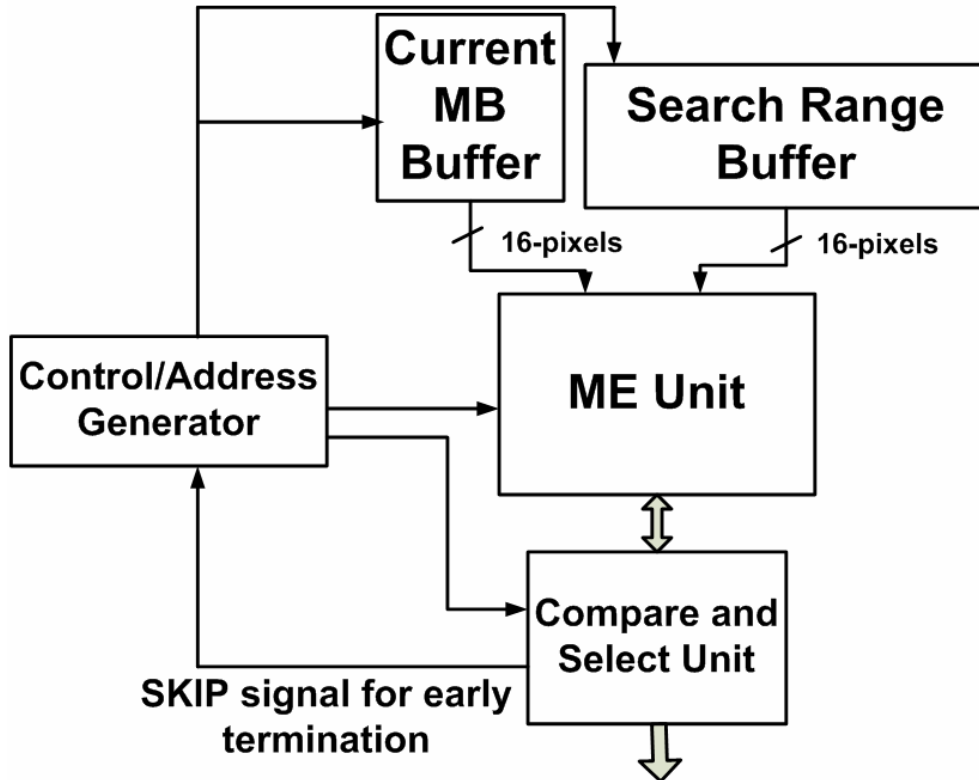 Current
MB
Buffer
Search Range
Buffer
16-pixels
16-pixels
Control/Address
Generator
ME Unit
Compare and
Select Unit
SKIP signal for early
termination